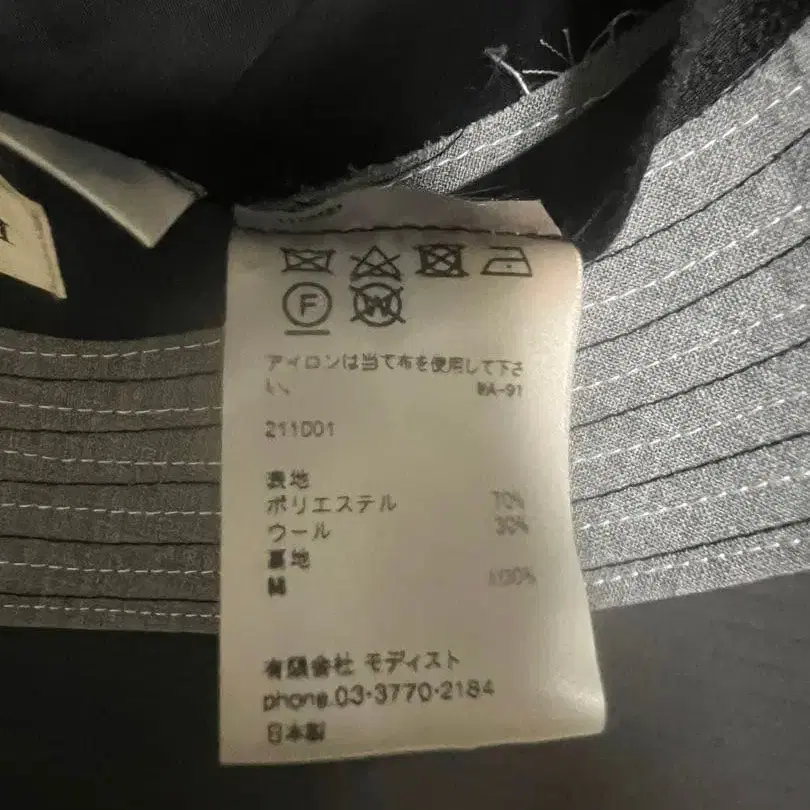 F W
アイロンは当て布を使用して下さ
い。
WA-91
211D01
表地
ポリエステル 70%
ウール 30%
裏地
綿 100%
有限会社 モディスト
phone.03-3770-2184
日本製